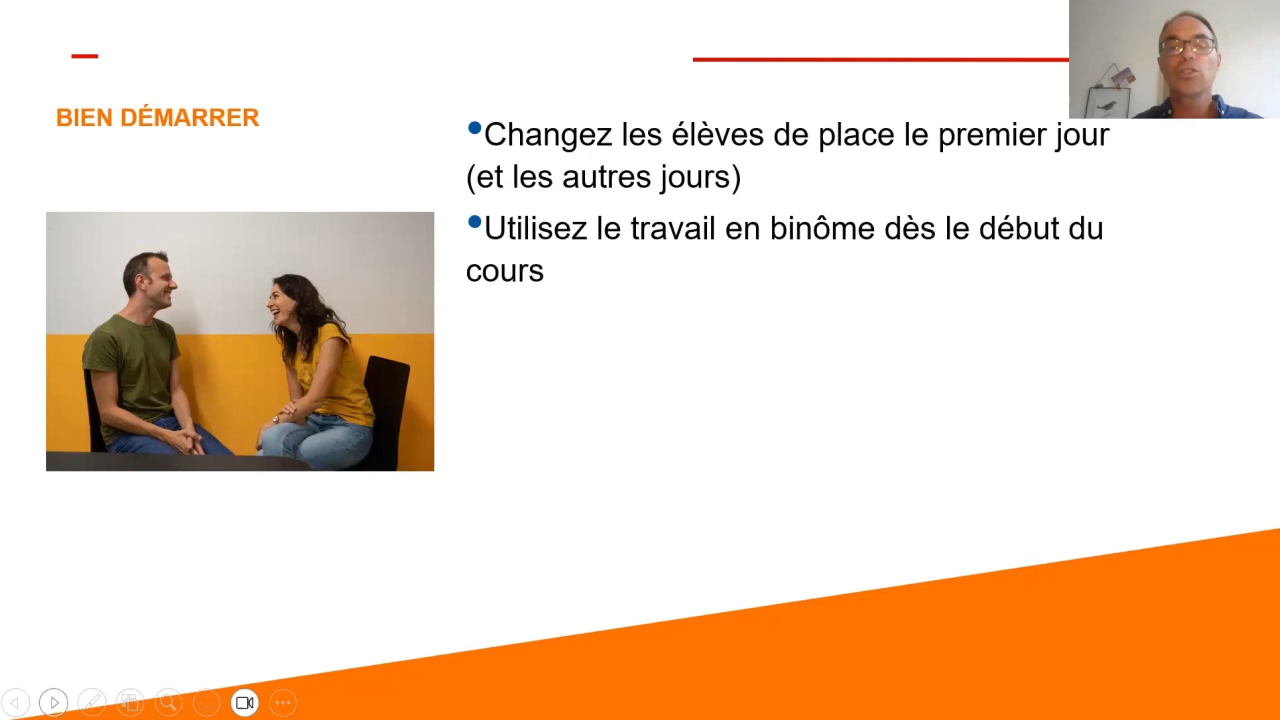 BIEN DÉMARRER
•Changez les élèves de place le premier jour
(et les autres jours)
•Utilisez le travail en binôme dès le début du
cours